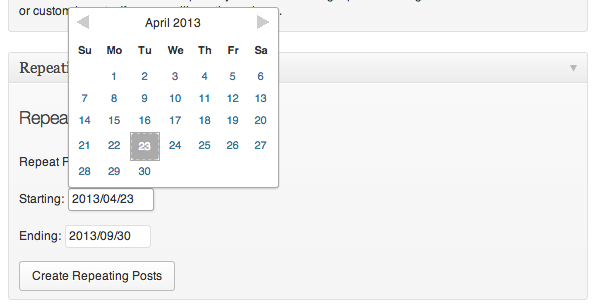 or custom
April 2013
Su Mo Tu We Th Fr Sa
1 2 3 4 5 6
7 8 9 10 11 12 13
14 15 16 17 18 19 20
21 22 23 24 25 26 27
28 29 30
Repeati
Repea
Repeat P
Starting: 2013/04/23
Ending: 2013/09/30
Create Repeating Posts